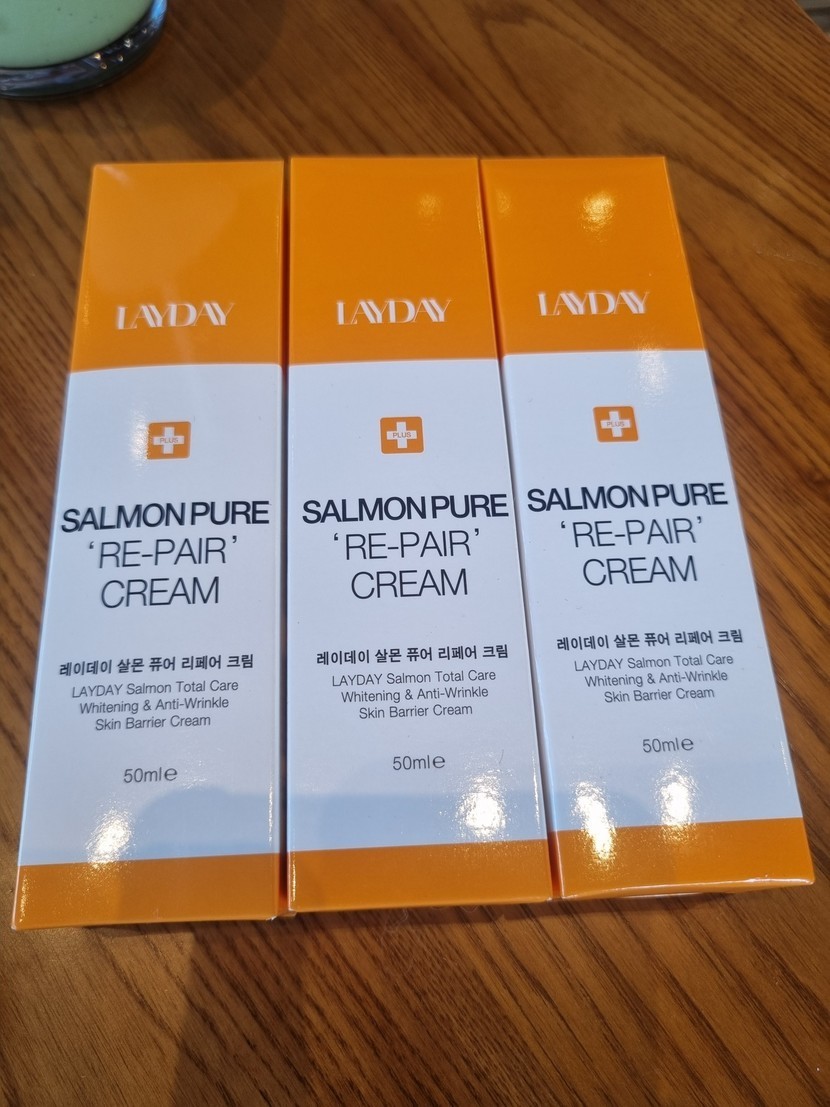 LAYDAY
PLUS
SALMON PURE
‘RE-PAIR’
CREAM
레이데이 살몬 퓨어 리페어 크림
LAYDAY Salmon Total Care
Whitening & Anti-Wrinkle
Skin Barrier Cream
50ml℮
LAYDAY
PLUS
SALMON PURE
‘RE-PAIR’
CREAM
레이데이 살몬 퓨어 리페어 크림
LAYDAY Salmon Total Care
Whitening & Anti-Wrinkle
Skin Barrier Cream
50ml℮
LAYDAY
PLUS
SALMON PURE
‘RE-PAIR’
CREAM
레이데이 살몬 퓨어 리페어 크림
LAYDAY Salmon Total Care
Whitening & Anti-Wrinkle
Skin Barrier Cream
50ml℮